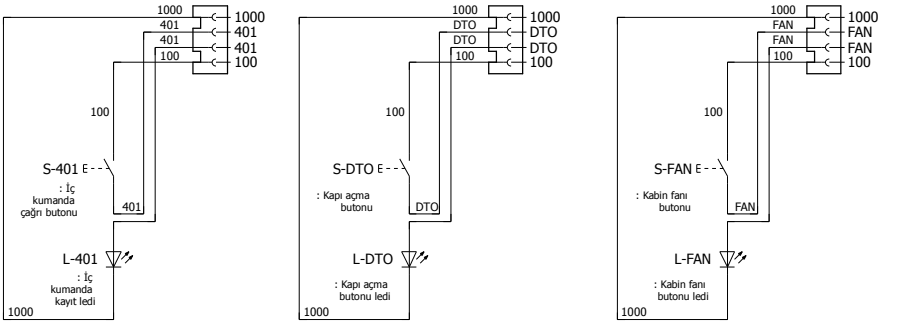 1000
1000
401
401
401
401
100
100
100
S-401
: İç
kumanda
çağrı butonu
401
L-401
: İç
kumanda
kayıt ledi
1000
1000
1000
DTO
DTO
DTO
DTO
100
100
100
S-DTO
: Kapı açma
butonu
DTO
L-DTO
: Kapı açma
butonu ledi
1000
1000
1000
FAN
FAN
FAN
FAN
100
100
100
S-FAN
: Kabin fanı
butonu
FAN
L-FAN
: Kabin fanı
butonu ledi
1000